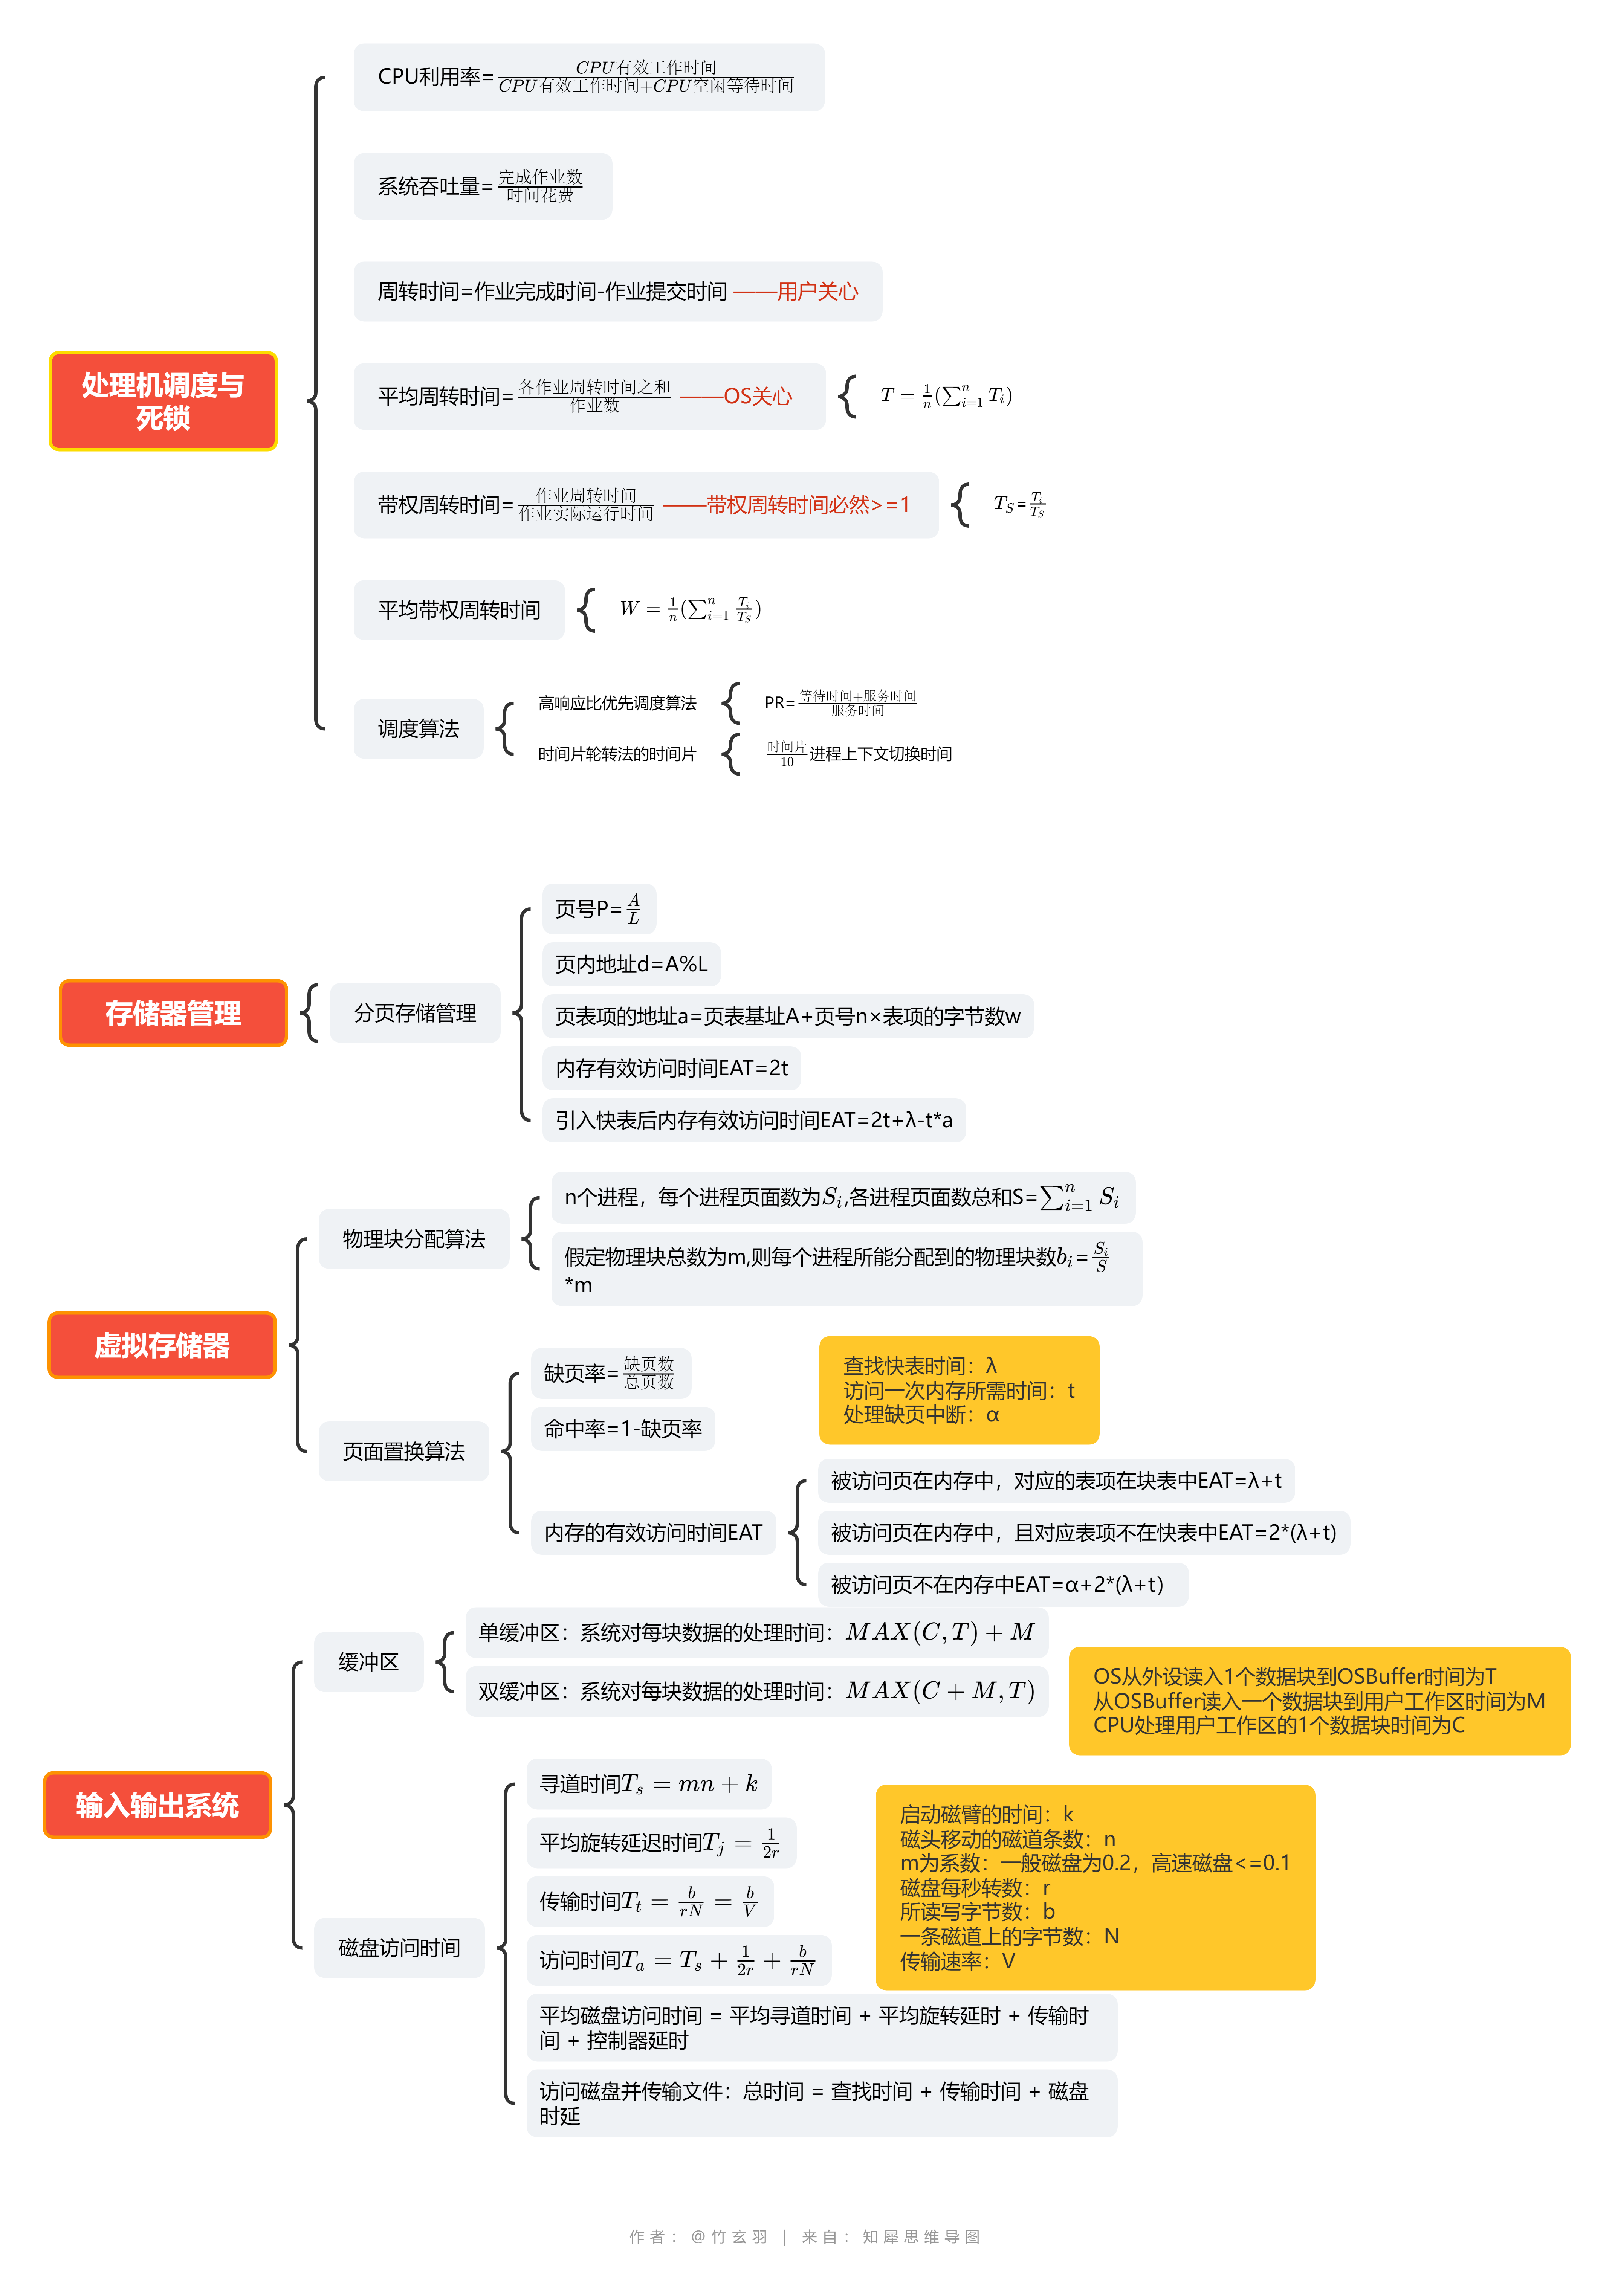 处理机调度与
死锁
CPU利用率=$\frac{CPU有效工作时间}{CPU有效工作时间+CPU空闲等待时间}$
系统吞吐量=$\frac{完成作业数}{时间花费}$
周转时间=作业完成时间-作业提交时间 ——用户关心
平均周转时间=$\frac{各作业周转时间之和}{作业数}$ ——OS关心
$T=\frac{1}{n}(\sum_{i=1}^{n}T_i)$
带权周转时间=$\frac{作业周转时间}{作业实际运行时间}$ ——带权周转时间必然>=1
$T_S=\frac{T_i}{T_S}$
平均带权周转时间
$W=\frac{1}{n}(\sum_{i=1}^{n}\frac{T_i}{T_S})$
调度算法
高响应比优先调度算法
PR=$\frac{等待时间+服务时间}{服务时间}$
时间片轮转法的时间片
$\frac{时间片}{10}$进程上下文切换时间
存储器管理
分页存储管理
页号P=$\frac{A}{L}$
页内地址d=A%L
页表项的地址a=页表基址A+页号n×表项的字节数w
内存有效访问时间EAT=2t
引入快表后内存有效访问时间EAT=2t+λ-t*a
虚拟存储器
物理块分配算法
n个进程，每个进程页面数为$S_i$,各进程页面数总和S=$\sum_{i=1}^{n}S_i$
假定物理块总数为m,则每个进程所能分配到的物理块数$b_i$=$\frac{S_i}{S}$
*m
页面置换算法
缺页率=$\frac{缺页数}{总页数}$
命中率=1-缺页率
查找快表时间：λ
访问一次内存所需时间：t
处理缺页中断：α
内存的有效访问时间EAT
被访问页在内存中，对应的表项在块表中EAT=λ+t
被访问页在内存中，且对应表项不在快表中EAT=2*(λ+t)
被访问页不在内存中EAT=α+2*(λ+t)
输入输出系统
缓冲区
单缓冲区：系统对每块数据的处理时间：$MAX(C,T)+M$
双缓冲区：系统对每块数据的处理时间：$MAX(C+M,T)$
OS从外设读入1个数据块到OSBuffer时间为T
从OSBuffer读入一个数据块到用户工作区时间为M
CPU处理用户工作区的1个数据块时间为C
磁盘访问时间
寻道时间$T_s=mn+k$
平均旋转延迟时间$T_j=\frac{1}{2r}$
传输时间$T_t=\frac{b}{rN}=\frac{b}{V}$
访问时间$T_a=T_s+\frac{1}{2r}+\frac{b}{rN}$
启动磁臂的时间：k
磁头移动的磁道条数：n
m为系数：一般磁盘为0.2，高速磁盘<=0.1
磁盘每秒转数：r
所读写字节数：b
一条磁道上的字节数：N
传输速率：V
平均磁盘访问时间 = 平均寻道时间 + 平均旋转延时 + 传输时
间 + 控制器延时
访问磁盘并传输文件：总时间 = 查找时间 + 传输时间 + 磁盘
时延
作者：@竹玄羽 | 来自：知犀思维导图